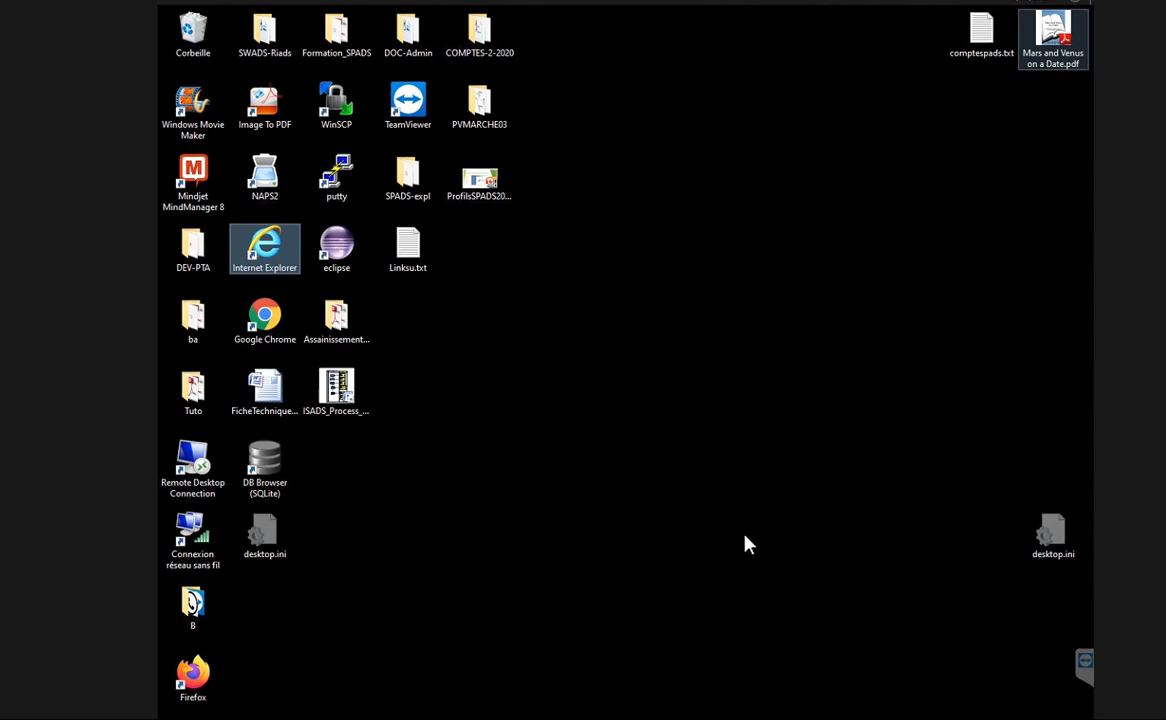 Corbeille
SWADS-Riads
Formation_SPADS
DOC-Admin
COMPTES-2-2020
comptespads.txt
Mars and Venus
on a Date.pdf
Windows Movie
Maker
Image To PDF
WinSCP
TeamViewer
PVMARCHE03
Mindjet
MindManager 8
NAPS2
putty
SPADS-expl
ProfilsSPADS20...
DEV-PTA
Internet Explorer
eclipse
Linksu.txt
ba
Google Chrome
Assainissement...
Tuto
FicheTechnique...
ISADS_Process_...
Remote Desktop
Connection
DB Browser
(SQLite)
Connexion
réseau sans fil
desktop.ini
desktop.ini
B
Firefox